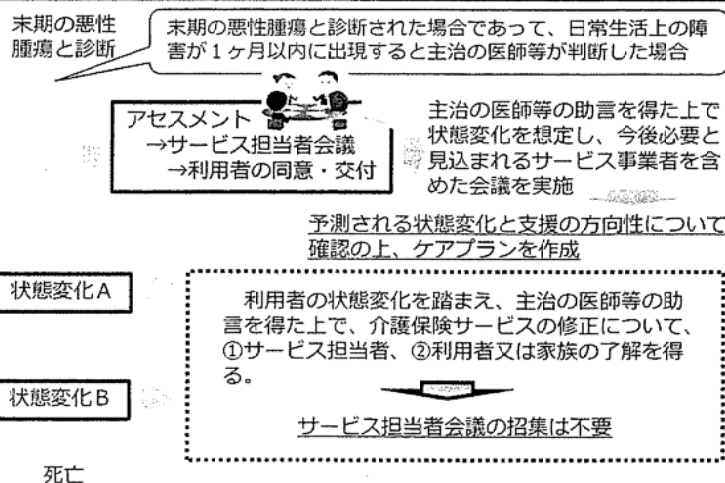 末期の悪性
腫瘍と診断
末期の悪性腫瘍と診断された場合であって、日常生活上の障
害が１ヶ月以内に出現すると主治の医師等が判断した場合
アセスメント
→サービス担当者会議
→利用者の同意・交付
主治の医師等の助言を得た上で
状態変化を想定し、今後必要と
見込まれるサービス事業者を含
めた会議を実施
予測される状態変化と支援の方向性について
確認の上、ケアプランを作成
状態変化A
利用者の状態変化を踏まえ、主治の医師等の助
言を得た上で、介護保険サービスの修正について、
①サービス担当者、②利用者又は家族の了解を得
る。
状態変化B
サービス担当者会議の招集は不要
死亡